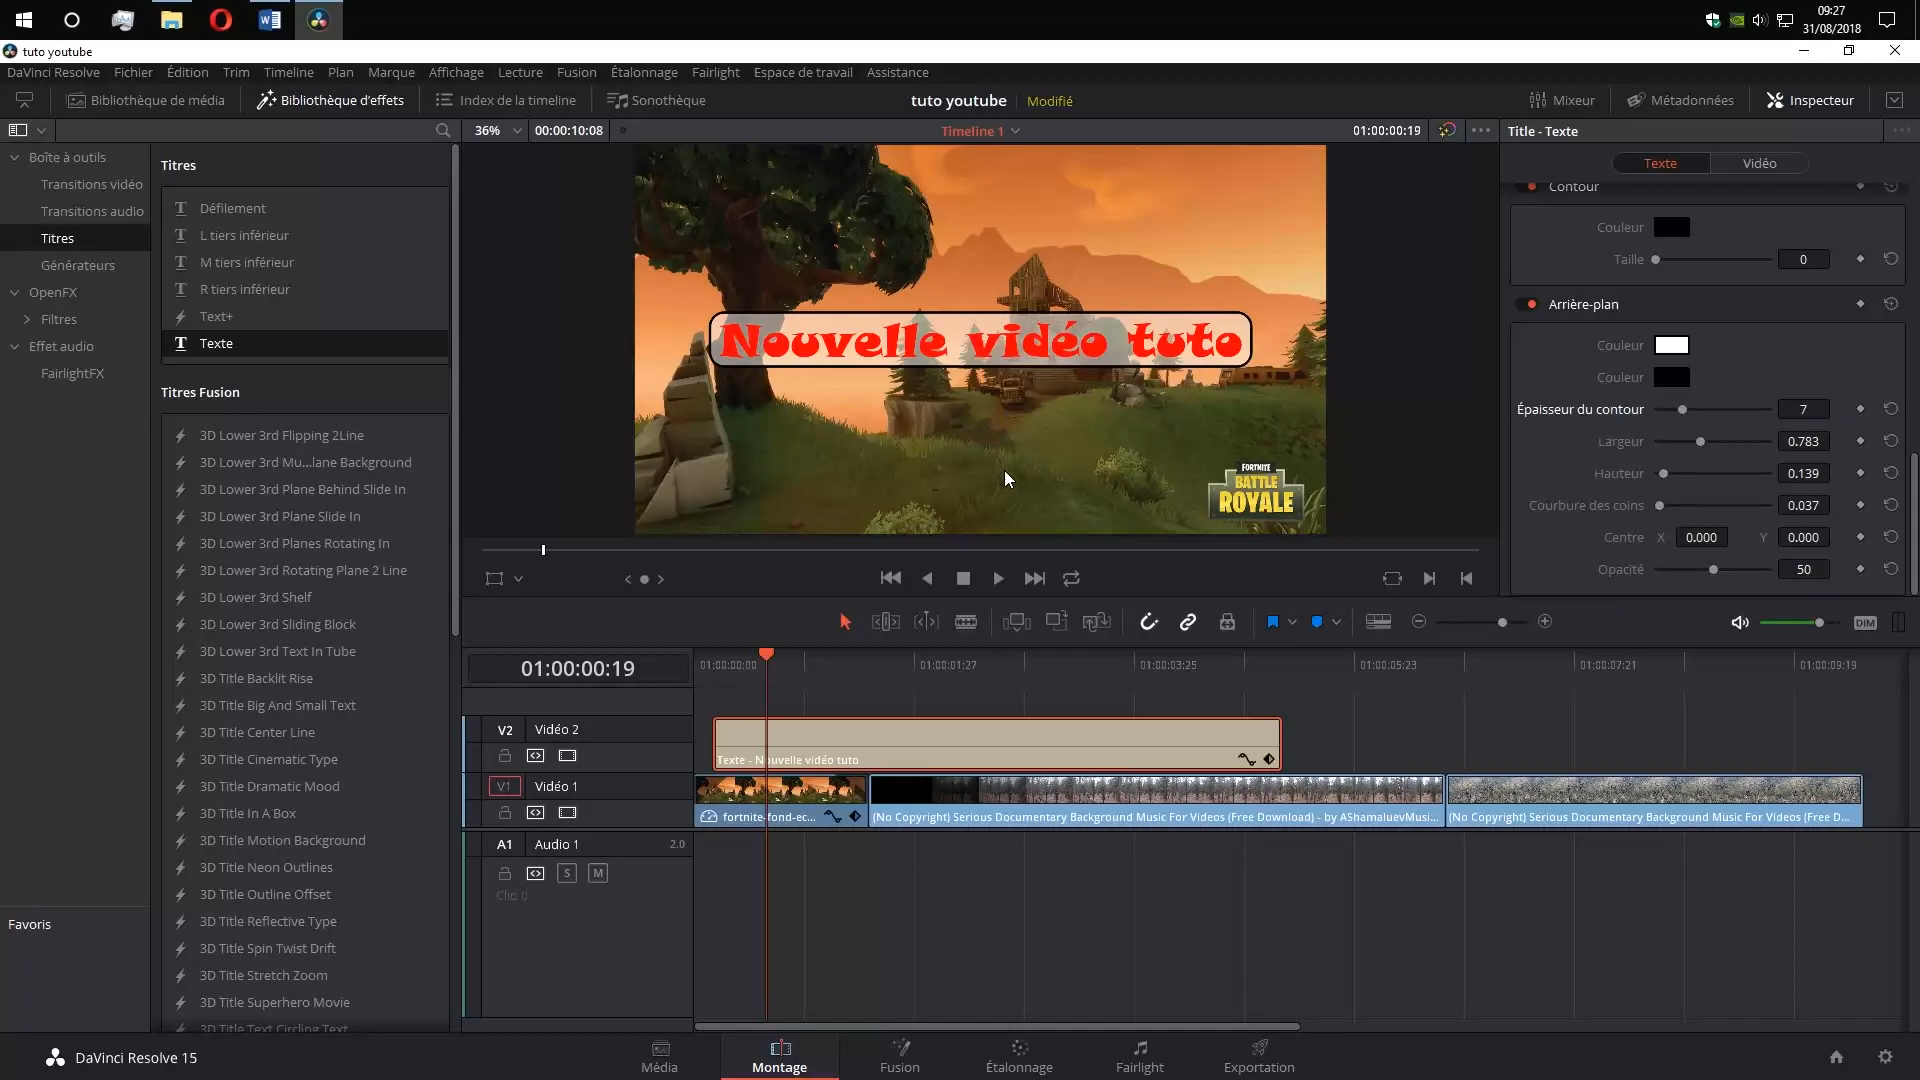 09:27
31/08/2018
tuto youtube
DaVinci Resolve Fichier Édition Trim Timeline Plan Marque Affichage Lecture Fusion Étalonnage Fairlight Espace de travail Assistance
Bibliothèque de média Bibliothèque d'effets Index de la timeline Sonothèque tuto youtube Modifié Mixeur Métadonnées Inspecteur
36% 00:00:10:08 Timeline 1 01:00:00:19 Title - Texte
Boîte à outils
Transitions vidéo
Transitions audio
Titres
Générateurs
OpenFX
Filtres
Effet audio
FairlightFX
Favoris
Titres
Défilement
L tiers inférieur
M tiers inférieur
R tiers inférieur
Text+
Texte
Titres Fusion
3D Lower 3rd Flipping 2Line
3D Lower 3rd Mu...lane Background
3D Lower 3rd Plane Behind Slide In
3D Lower 3rd Plane Slide In
3D Lower 3rd Planes Rotating In
3D Lower 3rd Rotating Plane 2 Line
3D Lower 3rd Shelf
3D Lower 3rd Sliding Block
3D Lower 3rd Text In Tube
3D Title Backlit Rise
3D Title Big And Small Text
3D Title Center Line
3D Title Cinematic Type
3D Title Dramatic Mood
3D Title In A Box
3D Title Motion Background
3D Title Neon Outlines
3D Title Outline Offset
3D Title Reflective Type
3D Title Spin Twist Drift
3D Title Stretch Zoom
3D Title Superhero Movie
3D Title Text Circling Text
Nouvelle vidéo tuto
FORTNITE
BATTLE
ROYALE
Texte Vidéo
Contour
Couleur
Taille 0
Arrière-plan
Couleur
Couleur
Épaisseur du contour 7
Largeur 0.783
Hauteur 0.139
Courbure des coins 0.037
Centre X 0.000 Y 0.000
Opacité 50
DIM
01:00:00:19 01:00:00:00 01:00:01:27 01:00:03:25 01:00:05:23 01:00:07:21 01:00:09:19
V2 Vidéo 2
Texte - Nouvelle vidéo tuto
V1 Vidéo 1
fortnite-fond-ec... (No Copyright) Serious Documentary Background Music For Videos (Free Download) - by AShamaluevMusi... (No Copyright) Serious Documentary Background Music For Videos (Free D...
A1 Audio 1 2.0
S M
Clip 0
DaVinci Resolve 15 Média Montage Fusion Étalonnage Fairlight Exportation